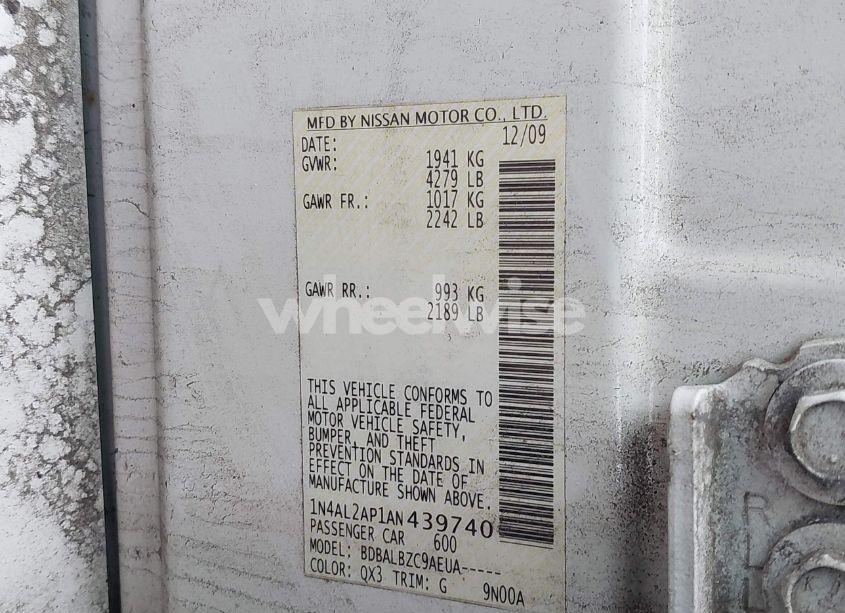 MFD BY NISSAN MOTOR CO., LTD.
DATE: 12/09
GVWR: 1941 KG
4279 LB
GAWR FR.: 1017 KG
2242 LB
GAWR RR.: 993 KG
2189 LB
THIS VEHICLE CONFORMS TO
ALL APPLICABLE FEDERAL
MOTOR VEHICLE SAFETY,
BUMPER, AND THEFT
PREVENTION STANDARDS IN
EFFECT ON THE DATE OF
MANUFACTURE SHOWN ABOVE.
1N4AL2AP1AN439740
PASSENGER CAR 600
MODEL: BDBALBZC9AEUA-----
COLOR: QX3 TRIM: G 9N00A
wheelwise
R